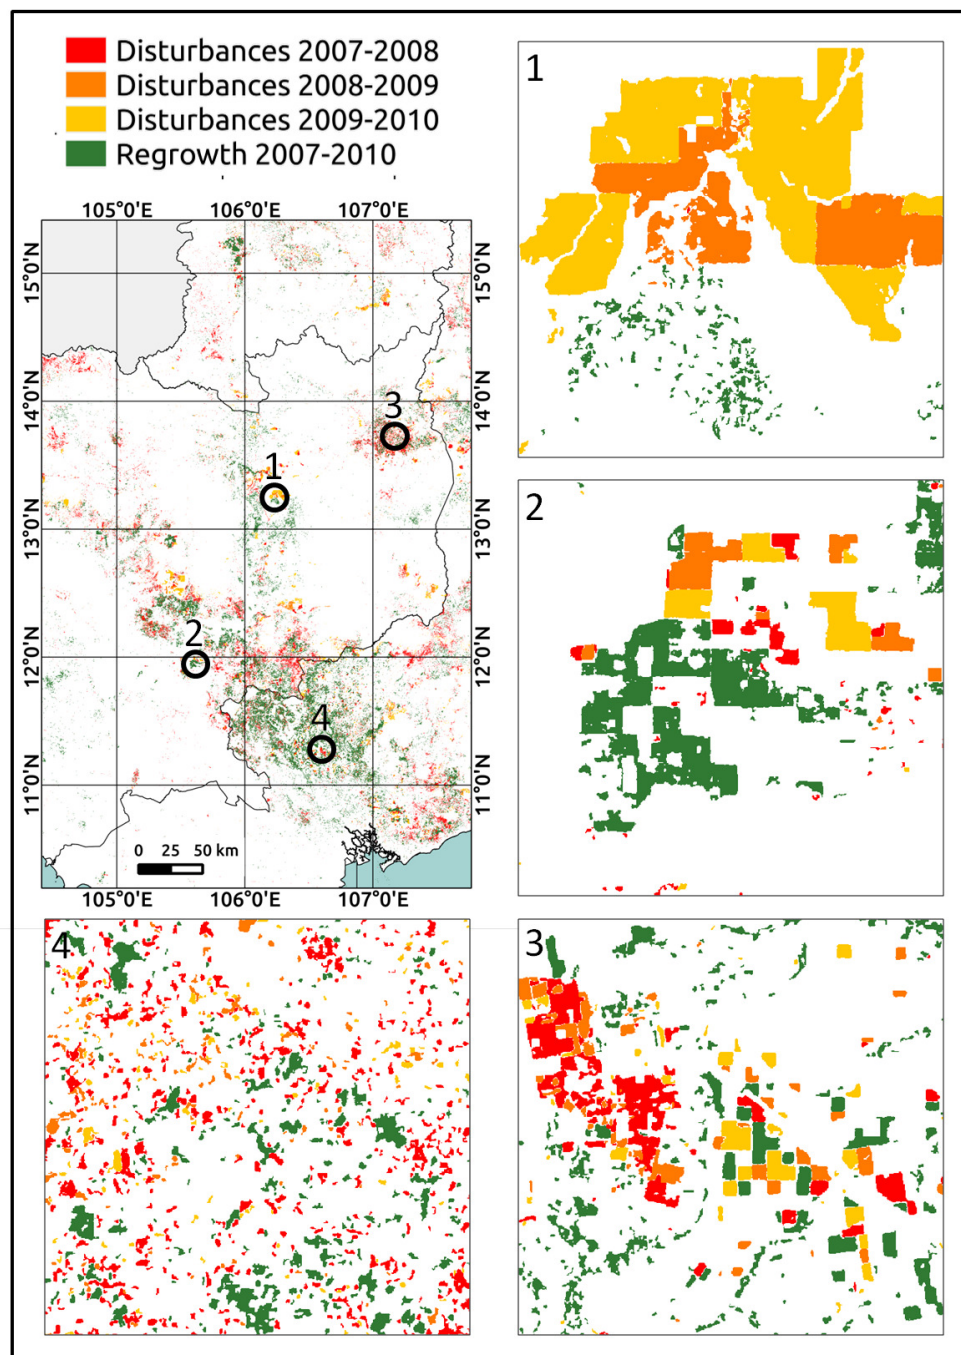 Disturbances 2007-2008
Disturbances 2008-2009
Disturbances 2009-2010
Regrowth 2007-2010
1
105°0'E 106°0'E 107°0'E
15°0'N 15°0'N
14°0'N 14°0'N
3
1
13°0'N 13°0'N
2
2
12°0'N 12°0'N
4
11°0'N 11°0'N
0 25 50 km
105°0'E 106°0'E 107°0'E
4 3